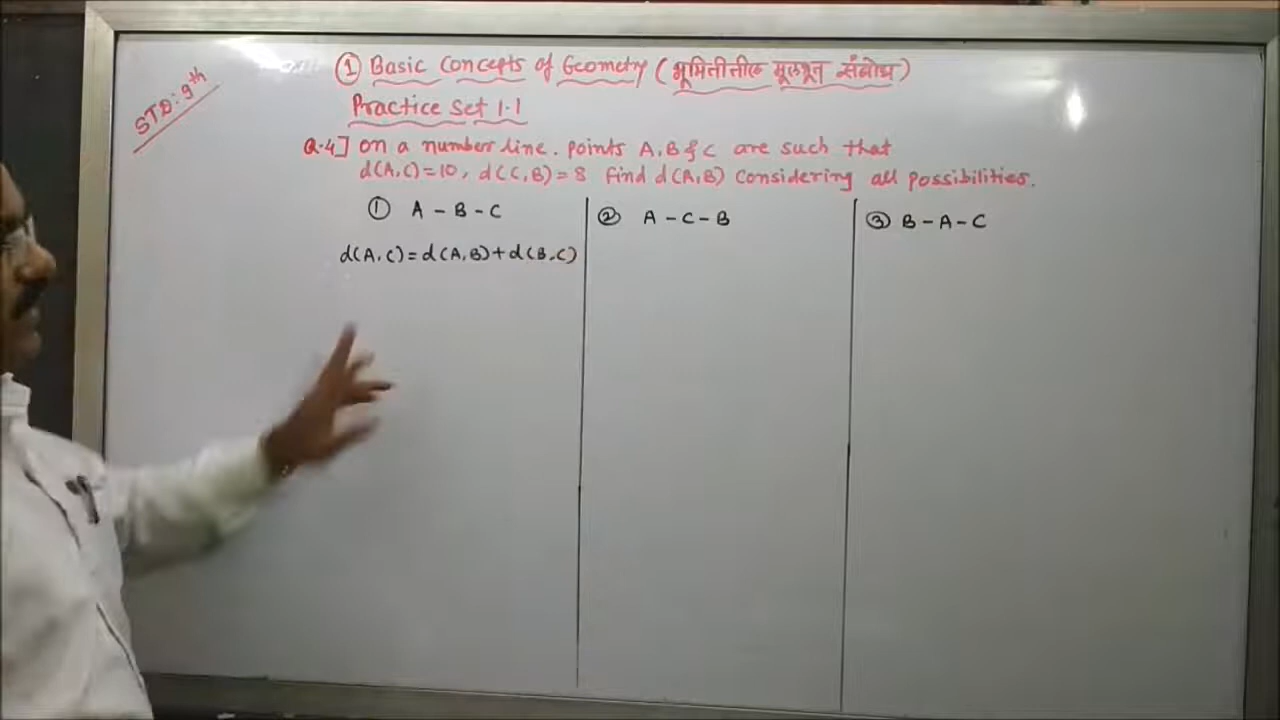 ① Basic Concepts of Geometry (भूमितीतील मूलभूत संबोध)
STD: 9th
Practice Set 1.1
Q.4] On a number line. points A, B & C are such that
d(A,C)=10, d(C,B)=8 find d(A,B) Considering all possibilities.
① A - B - C
d(A,C)=d(A,B)+d(B,C)
② A - C - B
③ B - A - C